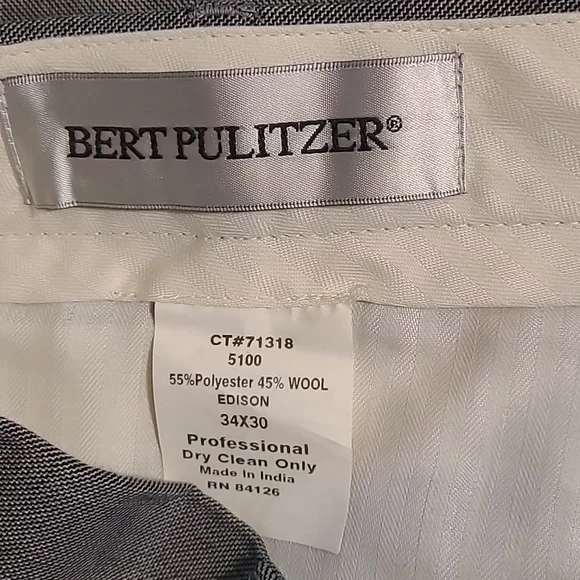 BERT PULITZER®
CT#71318
5100
55%Polyester 45% WOOL
EDISON
34X30
Professional
Dry Clean Only
Made In India
RN 84126